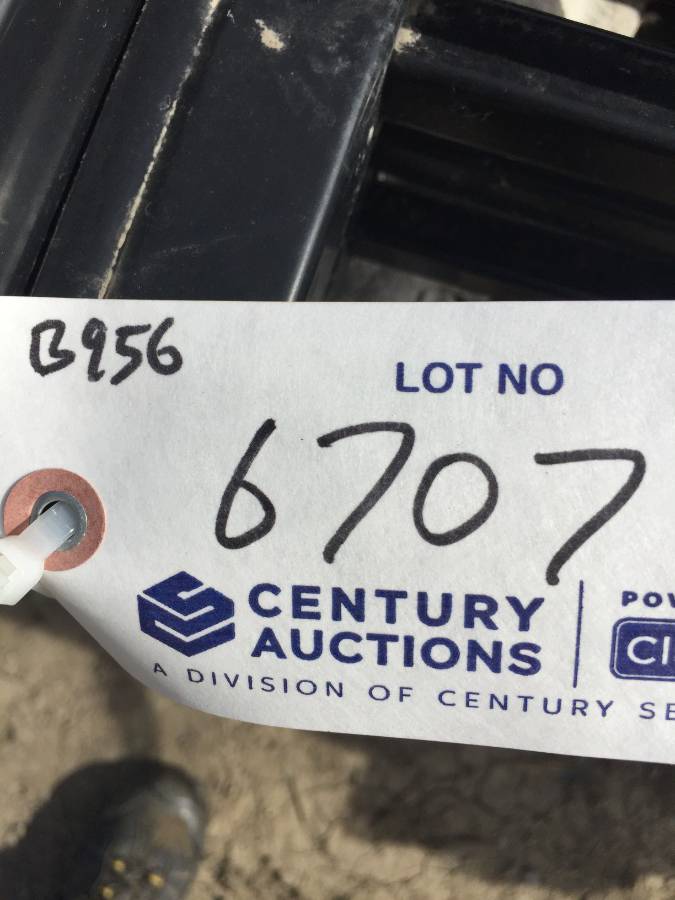 B956
LOT NO
6707
CENTURY
AUCTIONS
A DIVISION OF CENTURY